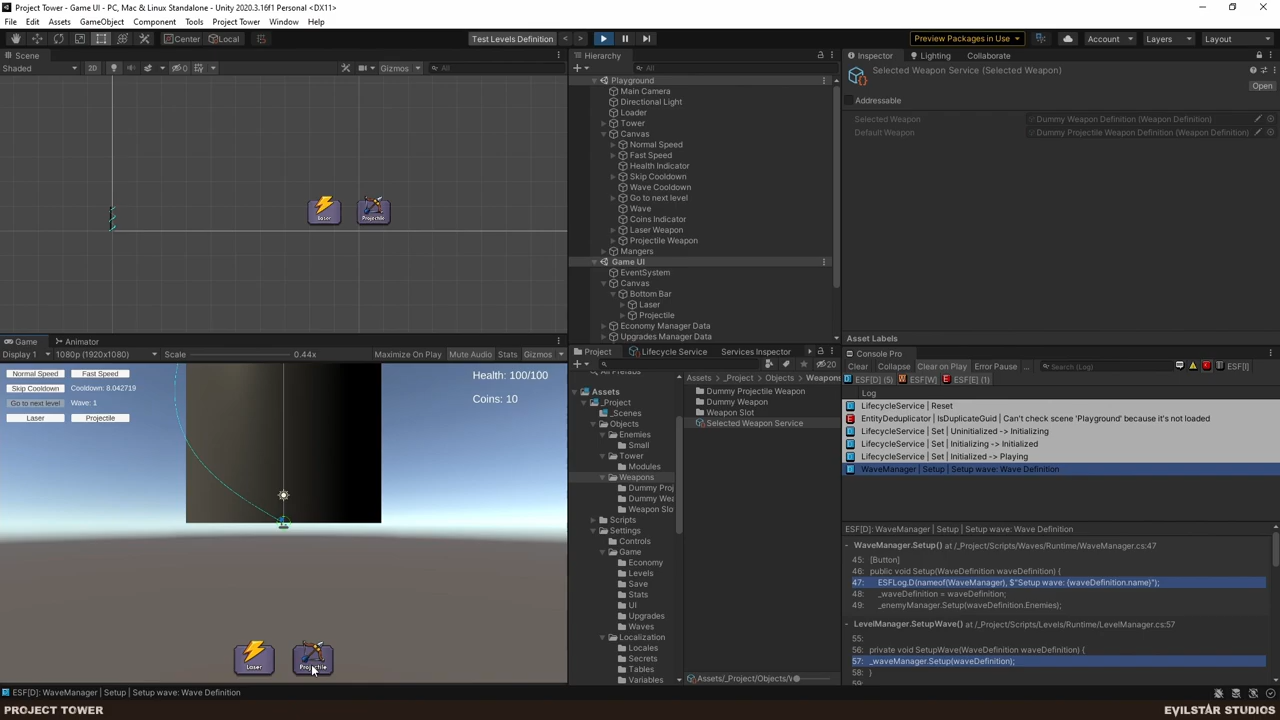 Project Tower - Game UI - PC, Mac & Linux Standalone - Unity 2020.3.16f1 Personal* <DX11>
File Edit Assets GameObject Component Tools Project Tower Window Help
Center Local Test Levels Definition Preview Packages in Use Account Layers Layout
Scene
Shaded 2D 0 Gizmos All
Laser Projectile
Hierarchy
All
Playground
Main Camera
Directional Light
Loader
Tower
Canvas
Normal Speed
Fast Speed
Health Indicator
Skip Cooldown
Wave Cooldown
Go to next level
Wave
Coins Indicator
Laser Weapon
Projectile Weapon
Mangers
Game UI
EventSystem
Canvas
Bottom Bar
Laser
Projectile
Economy Manager Data
Upgrades Manager Data
Inspector Lighting Collaborate
Selected Weapon Service (Selected Weapon)
Open
Addressable
Selected Weapon Dummy Weapon Definition (Weapon Definition)
Default Weapon Dummy Projectile Weapon Definition (Weapon Definition)
Asset Labels
Game Animator
Display 1 1080p (1920x1080) Scale 0.44x Maximize On Play Mute Audio Stats Gizmos
Normal Speed Fast Speed
Skip Cooldown Cooldown: 8.042719
Go to next level Wave: 1
Laser Projectile
Health: 100/100
Coins: 10
Laser Projectile
Project Lifecycle Service Services Inspector
20
All Prefabs
Assets
_Project
_Scenes
Objects
Enemies
Small
Tower
Modules
Weapons
Dummy Proj
Dummy Wea
Weapon Slo
Scripts
Settings
Controls
Game
Economy
Levels
Save
Stats
UI
Upgrades
Waves
Localization
Locales
Secrets
Tables
Variables
Assets _Project Objects Weapons
Dummy Projectile Weapon
Dummy Weapon
Weapon Slot
Selected Weapon Service
Assets/_Project/Objects/W
Console Pro
Clear Collapse Clear on Play Error Pause ... Search (Log) ESF[I]
ESF[D] (5) ESF[W] ESF[E] (1)
Log
LifecycleService | Reset
EntityDeduplicator | IsDuplicateGuid | Can't check scene 'Playground' because it's not loaded
LifecycleService | Set | Uninitialized -> Initializing
LifecycleService | Set | Initializing -> Initialized
LifecycleService | Set | Initialized -> Playing
WaveManager | Setup | Setup wave: Wave Definition
ESF[D]: WaveManager | Setup | Setup wave: Wave Definition
- WaveManager.Setup() at /_Project/Scripts/Waves/Runtime/WaveManager.cs:47
45: [Button]
46: public void Setup(WaveDefinition waveDefinition) {
47: ESFLog.D(nameof(WaveManager), $"Setup wave: {waveDefinition.name}");
48: _waveDefinition = waveDefinition;
49: _enemyManager.Setup(waveDefinition.Enemies);
- LevelManager.SetupWave() at /_Project/Scripts/Levels/Runtime/LevelManager.cs:57
55:
56: private void SetupWave(WaveDefinition waveDefinition) {
57: _waveManager.Setup(waveDefinition);
58: }
59:
ESF[D]: WaveManager | Setup | Setup wave: Wave Definition
PROJECT TOWER EVILSTAR STUDIOS